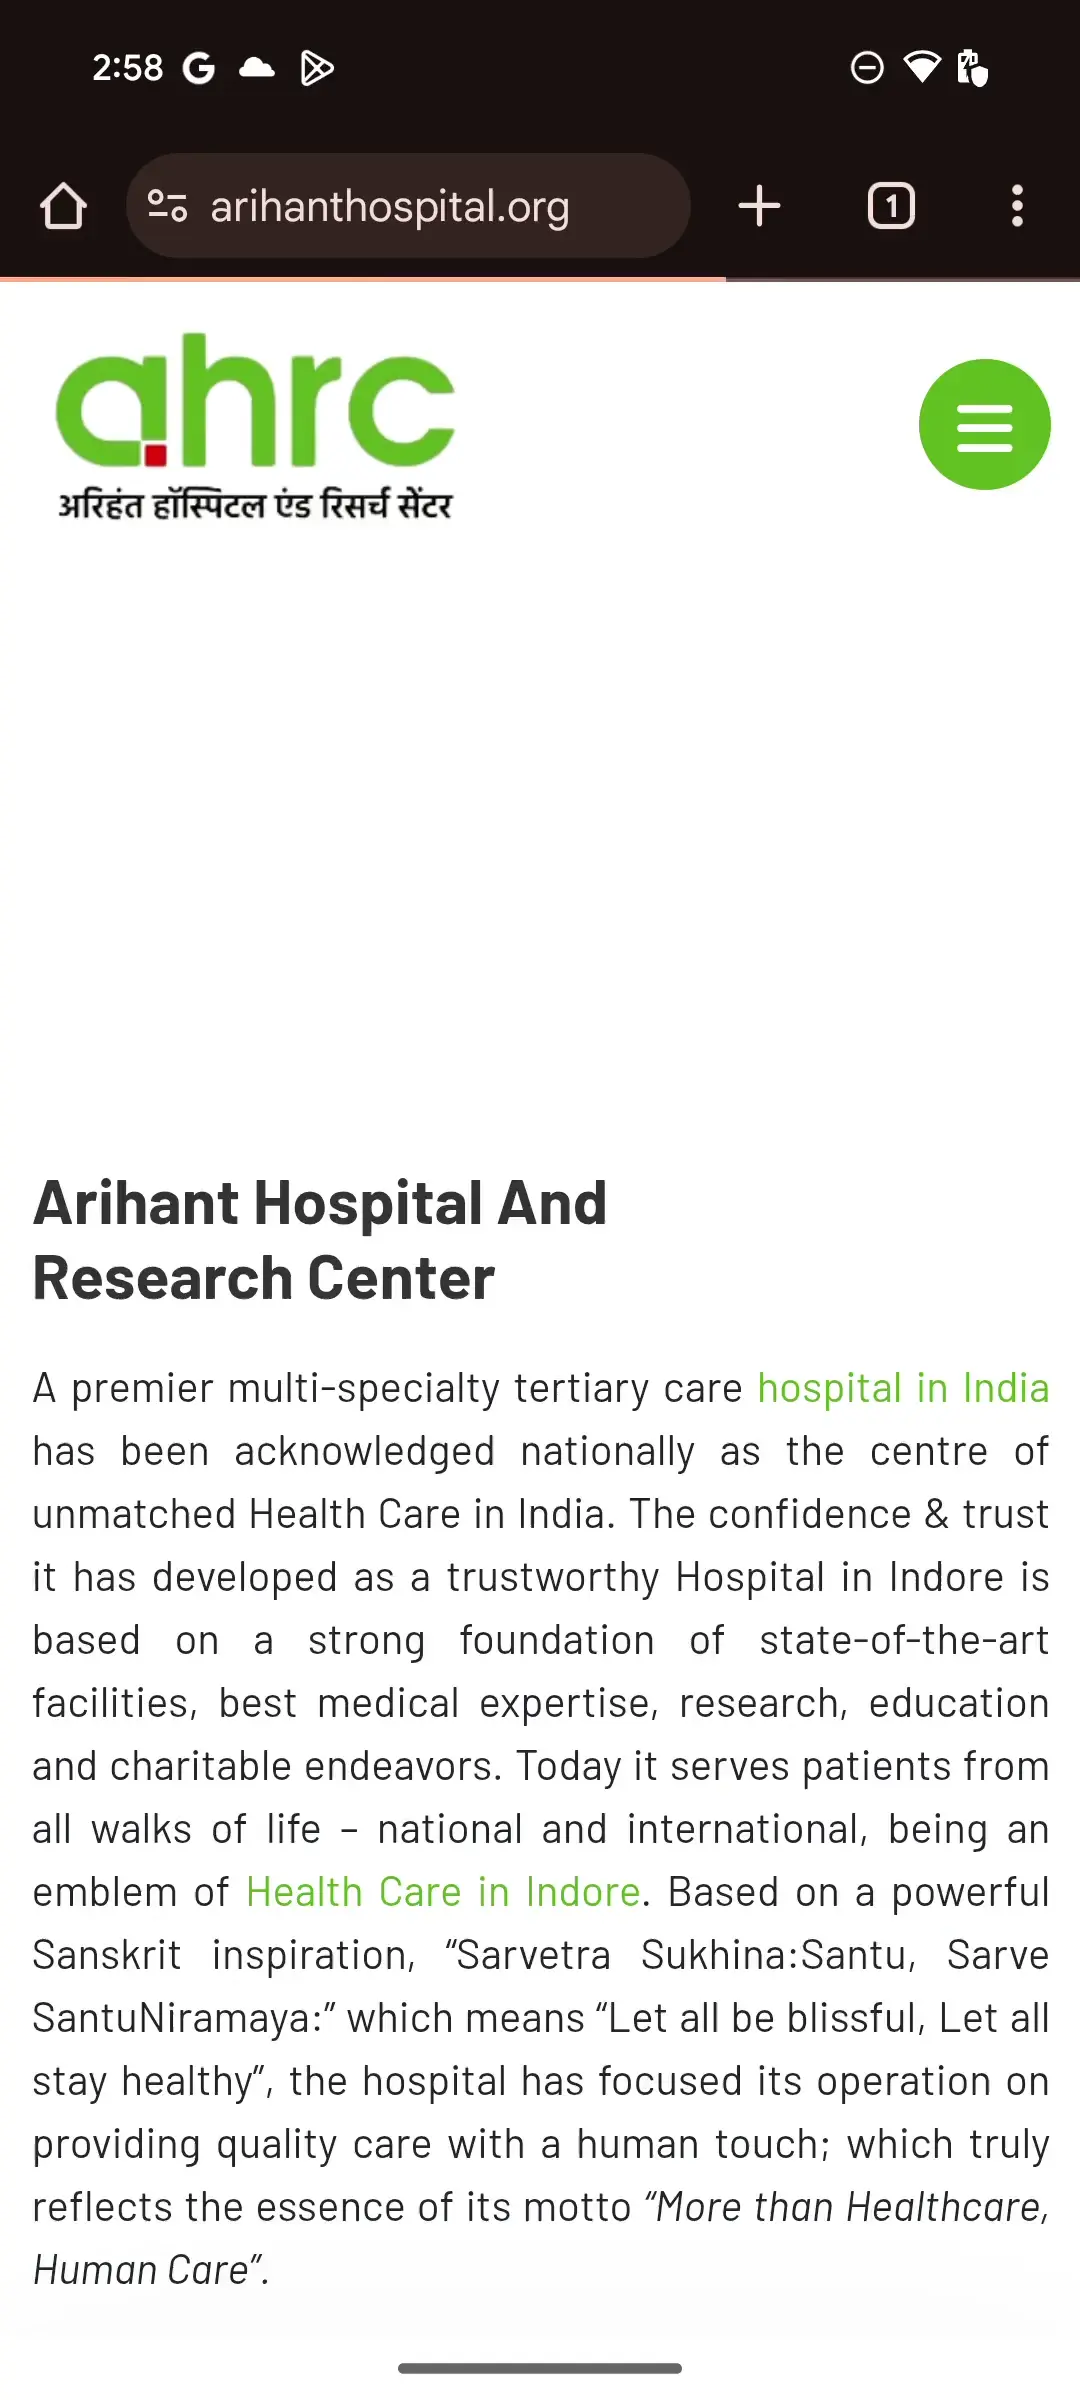 2:58
arihanthospital.org
1
ahrc
अरिहंत हॉस्पिटल एंड रिसर्च सेंटर
Arihant Hospital And
Research Center
A premier multi-specialty tertiary care hospital in India
has been acknowledged nationally as the centre of
unmatched Health Care in India. The confidence & trust
it has developed as a trustworthy Hospital in Indore is
based on a strong foundation of state-of-the-art
facilities, best medical expertise, research, education
and charitable endeavors. Today it serves patients from
all walks of life – national and international, being an
emblem of Health Care in Indore. Based on a powerful
Sanskrit inspiration, “Sarvetra Sukhina:Santu, Sarve
SantuNiramaya:” which means “Let all be blissful, Let all
stay healthy”, the hospital has focused its operation on
providing quality care with a human touch; which truly
reflects the essence of its motto “More than Healthcare,
Human Care”.